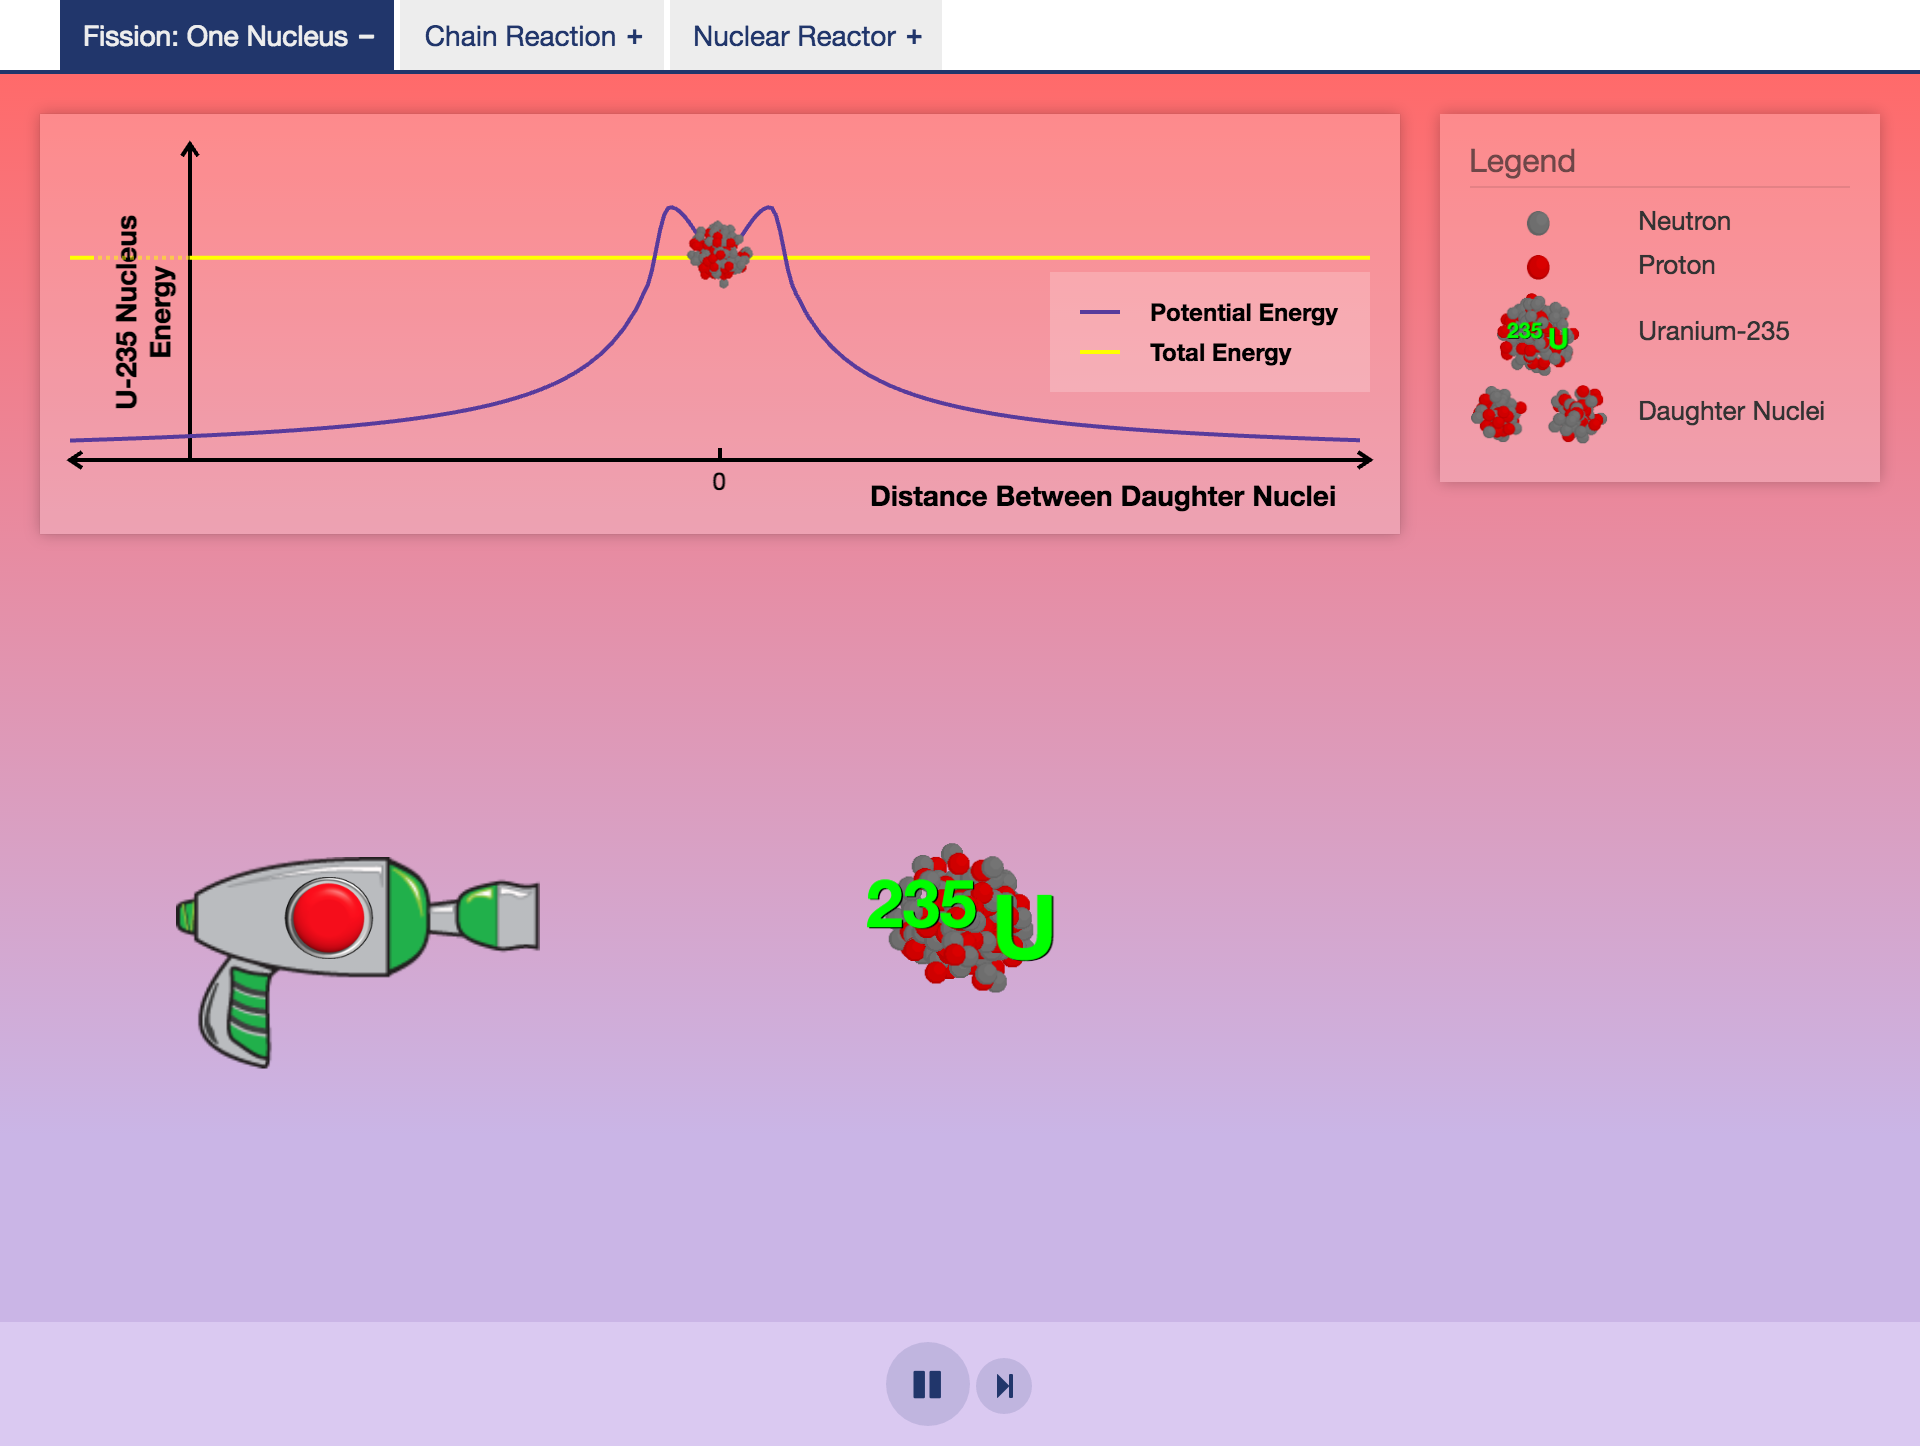 Fission: One Nucleus −
Chain Reaction +
Nuclear Reactor +
U-235 Nucleus
Energy
Potential Energy
Total Energy
0
Distance Between Daughter Nuclei
Legend
Neutron
Proton
235 U
Uranium-235
Daughter Nuclei
235 U